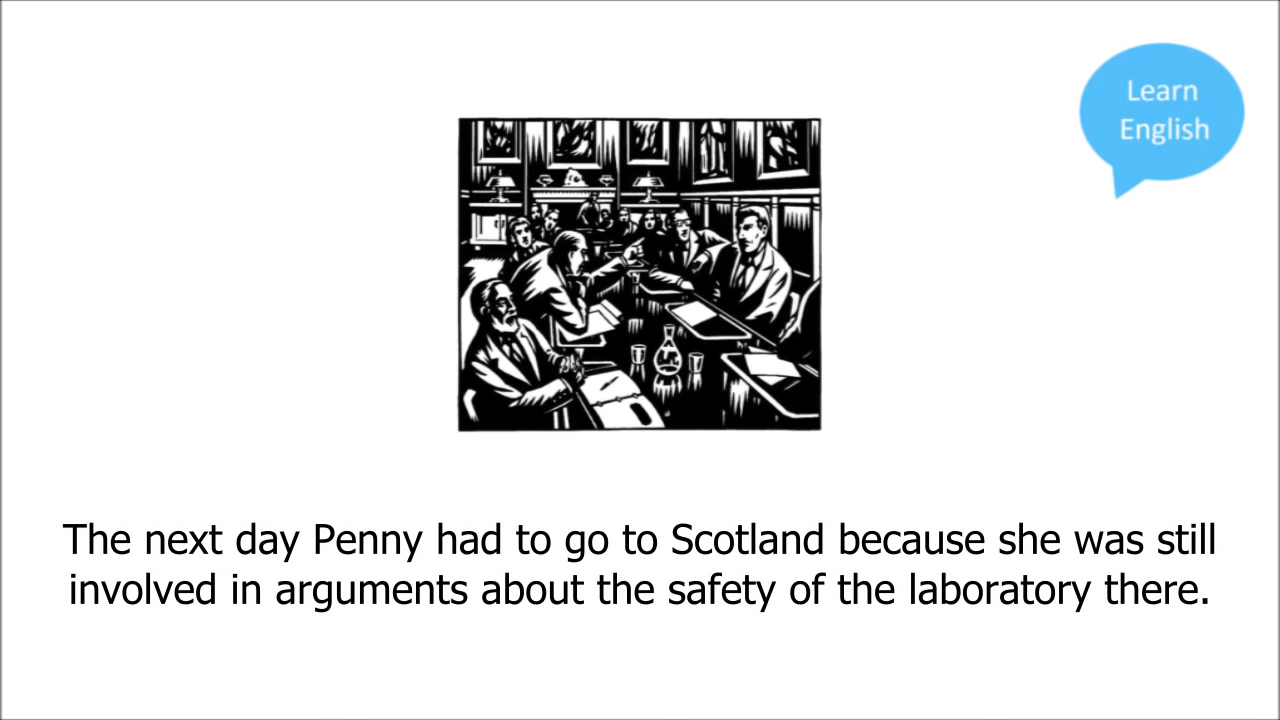 Learn
English
The next day Penny had to go to Scotland because she was still
involved in arguments about the safety of the laboratory there.